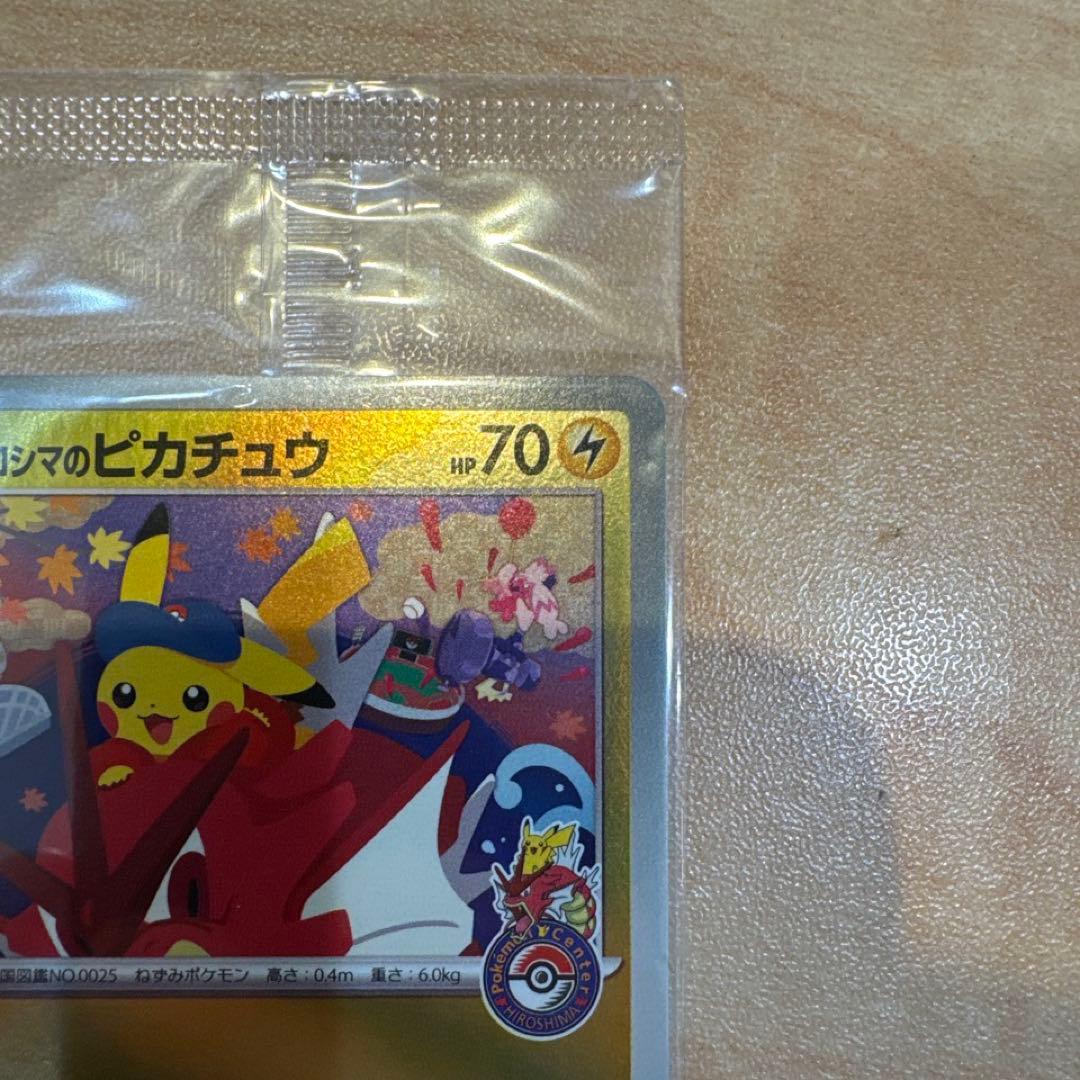 ロシマのピカチュウ HP70
国図鑑NO.0025 ねずみポケモン 高さ:0.4m 重さ:6.0kg
Pokémon Center
HIROSHIMA